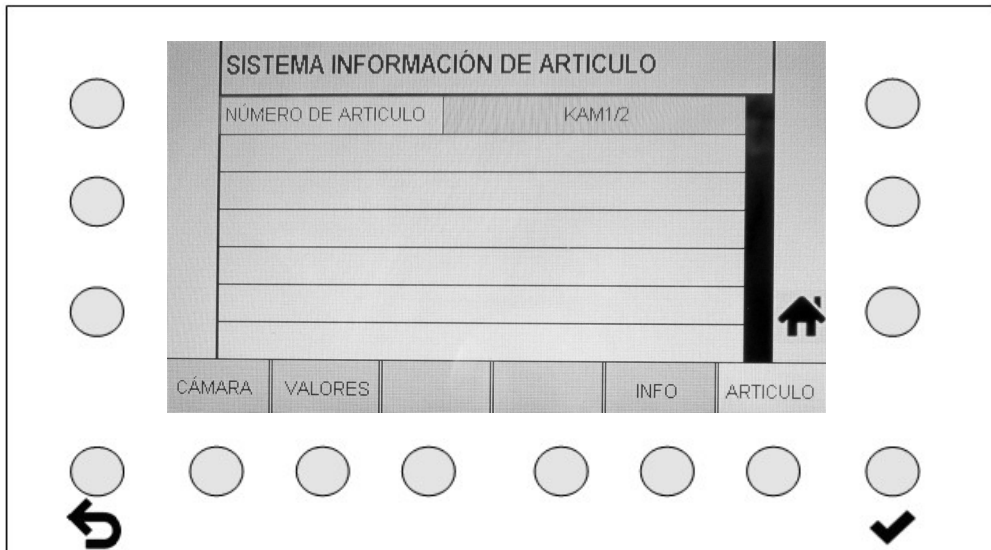 SISTEMA INFORMACIÓN DE ARTICULO
NÚMERO DE ARTICULO KAM1/2
CÁMARA VALORES INFO ARTICULO